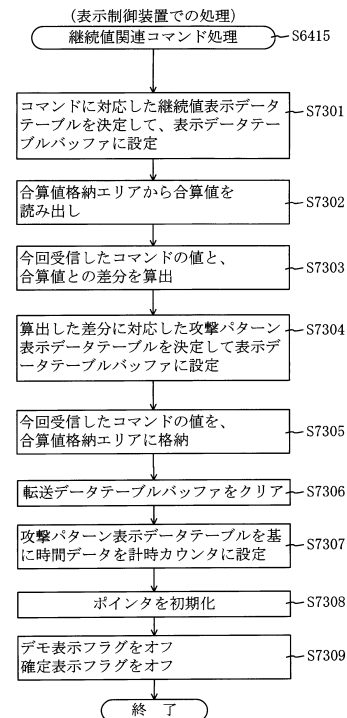 (表示制御装置での処理)
継続値関連コマンド処理
S6415
コマンドに対応した継続値表示データ
テーブルを決定して、表示データテー
ブルバッファに設定
S7301
合算値格納エリアから合算値を
読み出し
S7302
今回受信したコマンドの値と、
合算値との差分を算出
S7303
算出した差分に対応した攻撃パターン
表示データテーブルを決定して表示デ
ータテーブルバッファに設定
S7304
今回受信したコマンドの値を、
合算値格納エリアに格納
S7305
転送データテーブルバッファをクリア
S7306
攻撃パターン表示データテーブルを基
に時間データを計時カウンタに設定
S7307
ポインタを初期化
S7308
デモ表示フラグをオフ
確定表示フラグをオフ
S7309
終 了